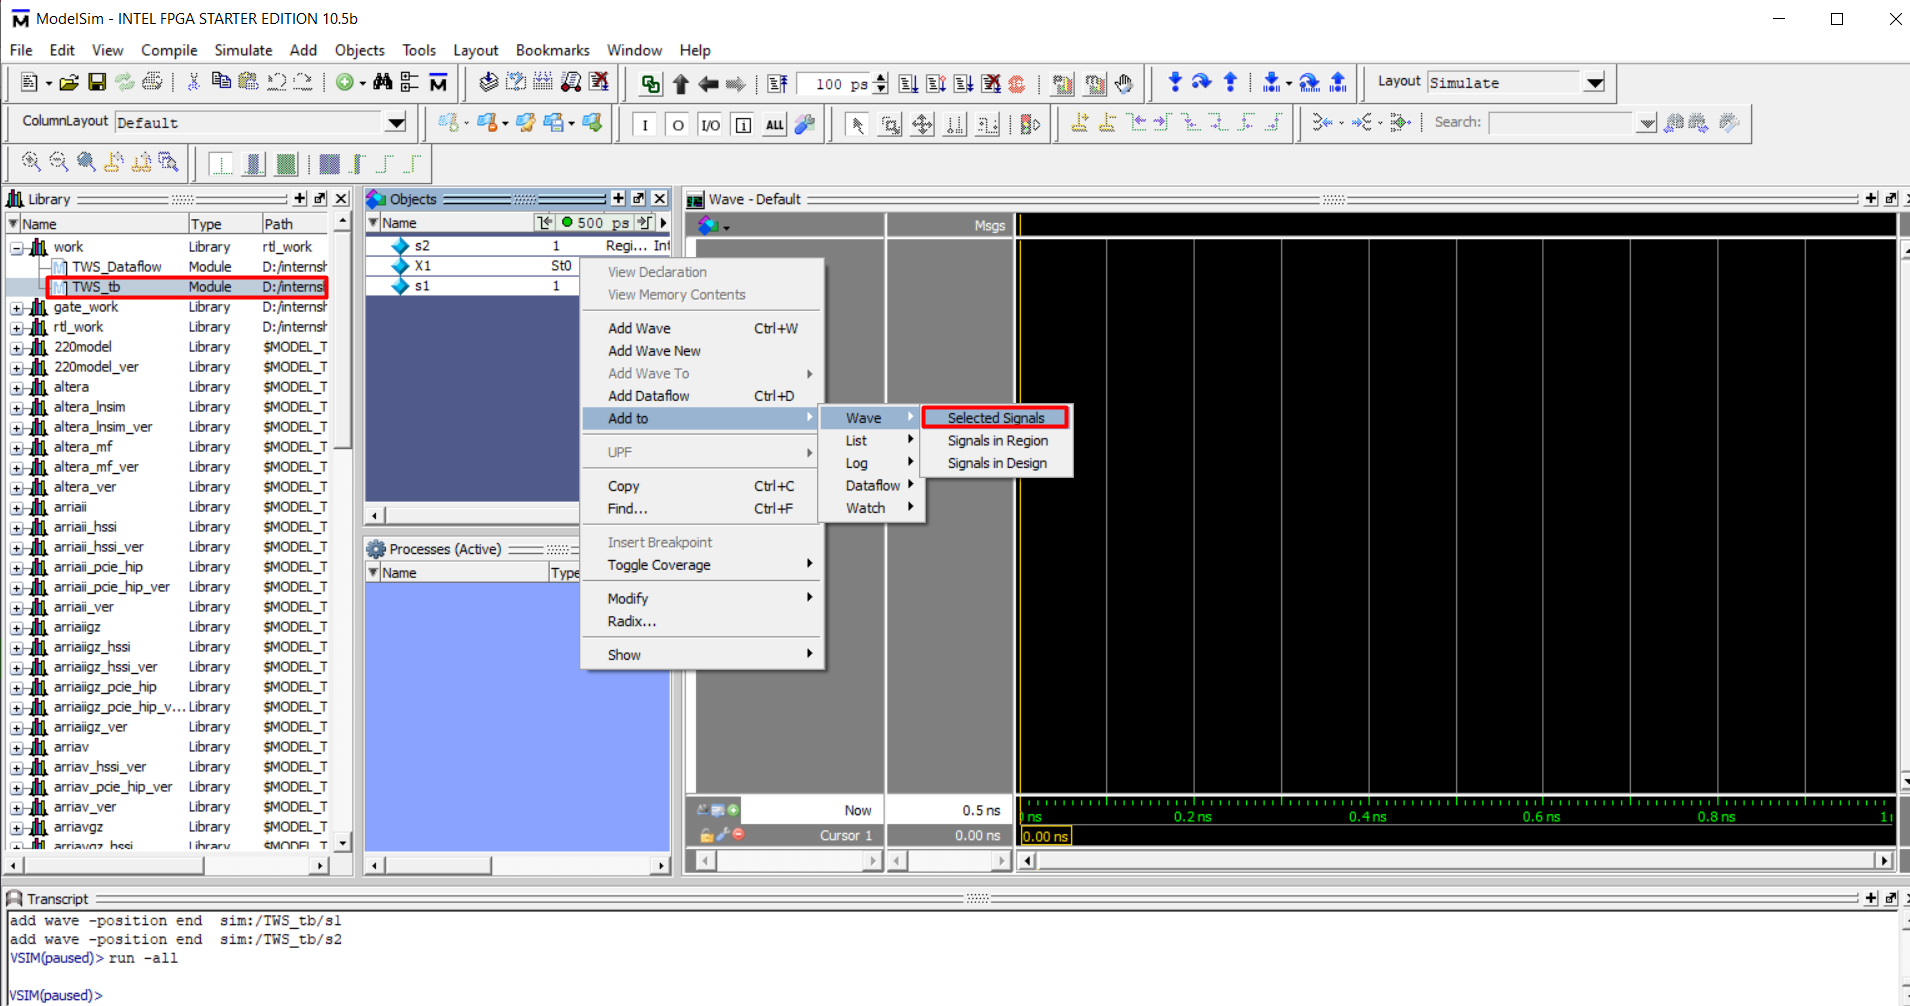 ModelSim - INTEL FPGA STARTER EDITION 10.5b
File Edit View Compile Simulate Add Objects Tools Layout Bookmarks Window Help
100 ps
Layout Simulate
ColumnLayout Default
I O I/O i ALL
Search:
Library
Name Type Path
work Library rtl_work
TWS_Dataflow Module D:/internsh
TWS_tb Module D:/interns
gate_work Library D:/internsh
rtl_work Library D:/internsh
220model Library $MODEL_T
220model_ver Library $MODEL_T
altera Library $MODEL_T
altera_lnsim Library $MODEL_T
altera_lnsim_ver Library $MODEL_T
altera_mf Library $MODEL_T
altera_mf_ver Library $MODEL_T
altera_ver Library $MODEL_T
arriaii Library $MODEL_T
arriaii_hssi Library $MODEL_T
arriaii_hssi_ver Library $MODEL_T
arriaii_pcie_hip Library $MODEL_T
arriaii_pcie_hip_ver Library $MODEL_T
arriaii_ver Library $MODEL_T
arriaiigz Library $MODEL_T
arriaiigz_hssi Library $MODEL_T
arriaiigz_hssi_ver Library $MODEL_T
arriaiigz_pcie_hip Library $MODEL_T
arriaiigz_pcie_hip_v... Library $MODEL_T
arriaiigz_ver Library $MODEL_T
arriav Library $MODEL_T
arriav_hssi_ver Library $MODEL_T
arriav_pcie_hip_ver Library $MODEL_T
arriav_ver Library $MODEL_T
arriavgz Library $MODEL_T
arriavgz_hssi Library $MODEL_T
Objects
Name 500 ps
s2 1 Regi... Int
X1 St0
s1 1
Processes (Active)
Name Type
View Declaration
View Memory Contents
Add Wave Ctrl+W
Add Wave New
Add Wave To
Add Dataflow Ctrl+D
Add to
UPF
Copy Ctrl+C
Find... Ctrl+F
Insert Breakpoint
Toggle Coverage
Modify
Radix...
Show
Wave
List
Log
Dataflow
Watch
Selected Signals
Signals in Region
Signals in Design
Wave - Default
Msgs
Now 0.5 ns
Cursor 1 0.00 ns
ns 0.2 ns 0.4 ns 0.6 ns 0.8 ns 1
0.00 ns
Transcript
add wave -position end sim:/TWS_tb/s1
add wave -position end sim:/TWS_tb/s2
VSIM(paused)> run -all
VSIM(paused)>